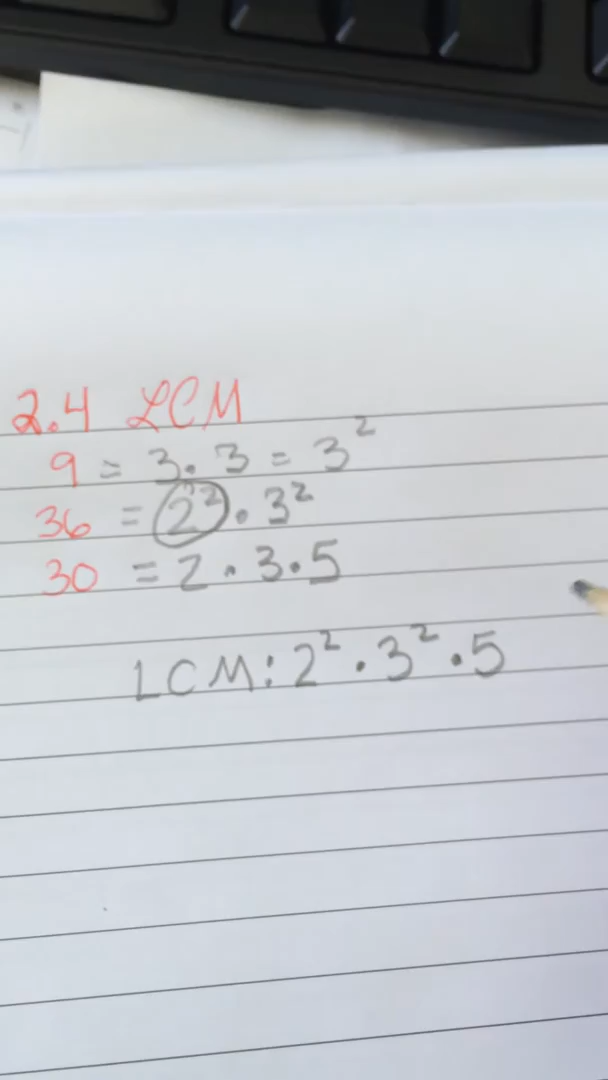 2.4 LCM
9 = 3 · 3 = 3²
36 = 2² · 3²
30 = 2 · 3 · 5
LCM: 2² · 3² · 5